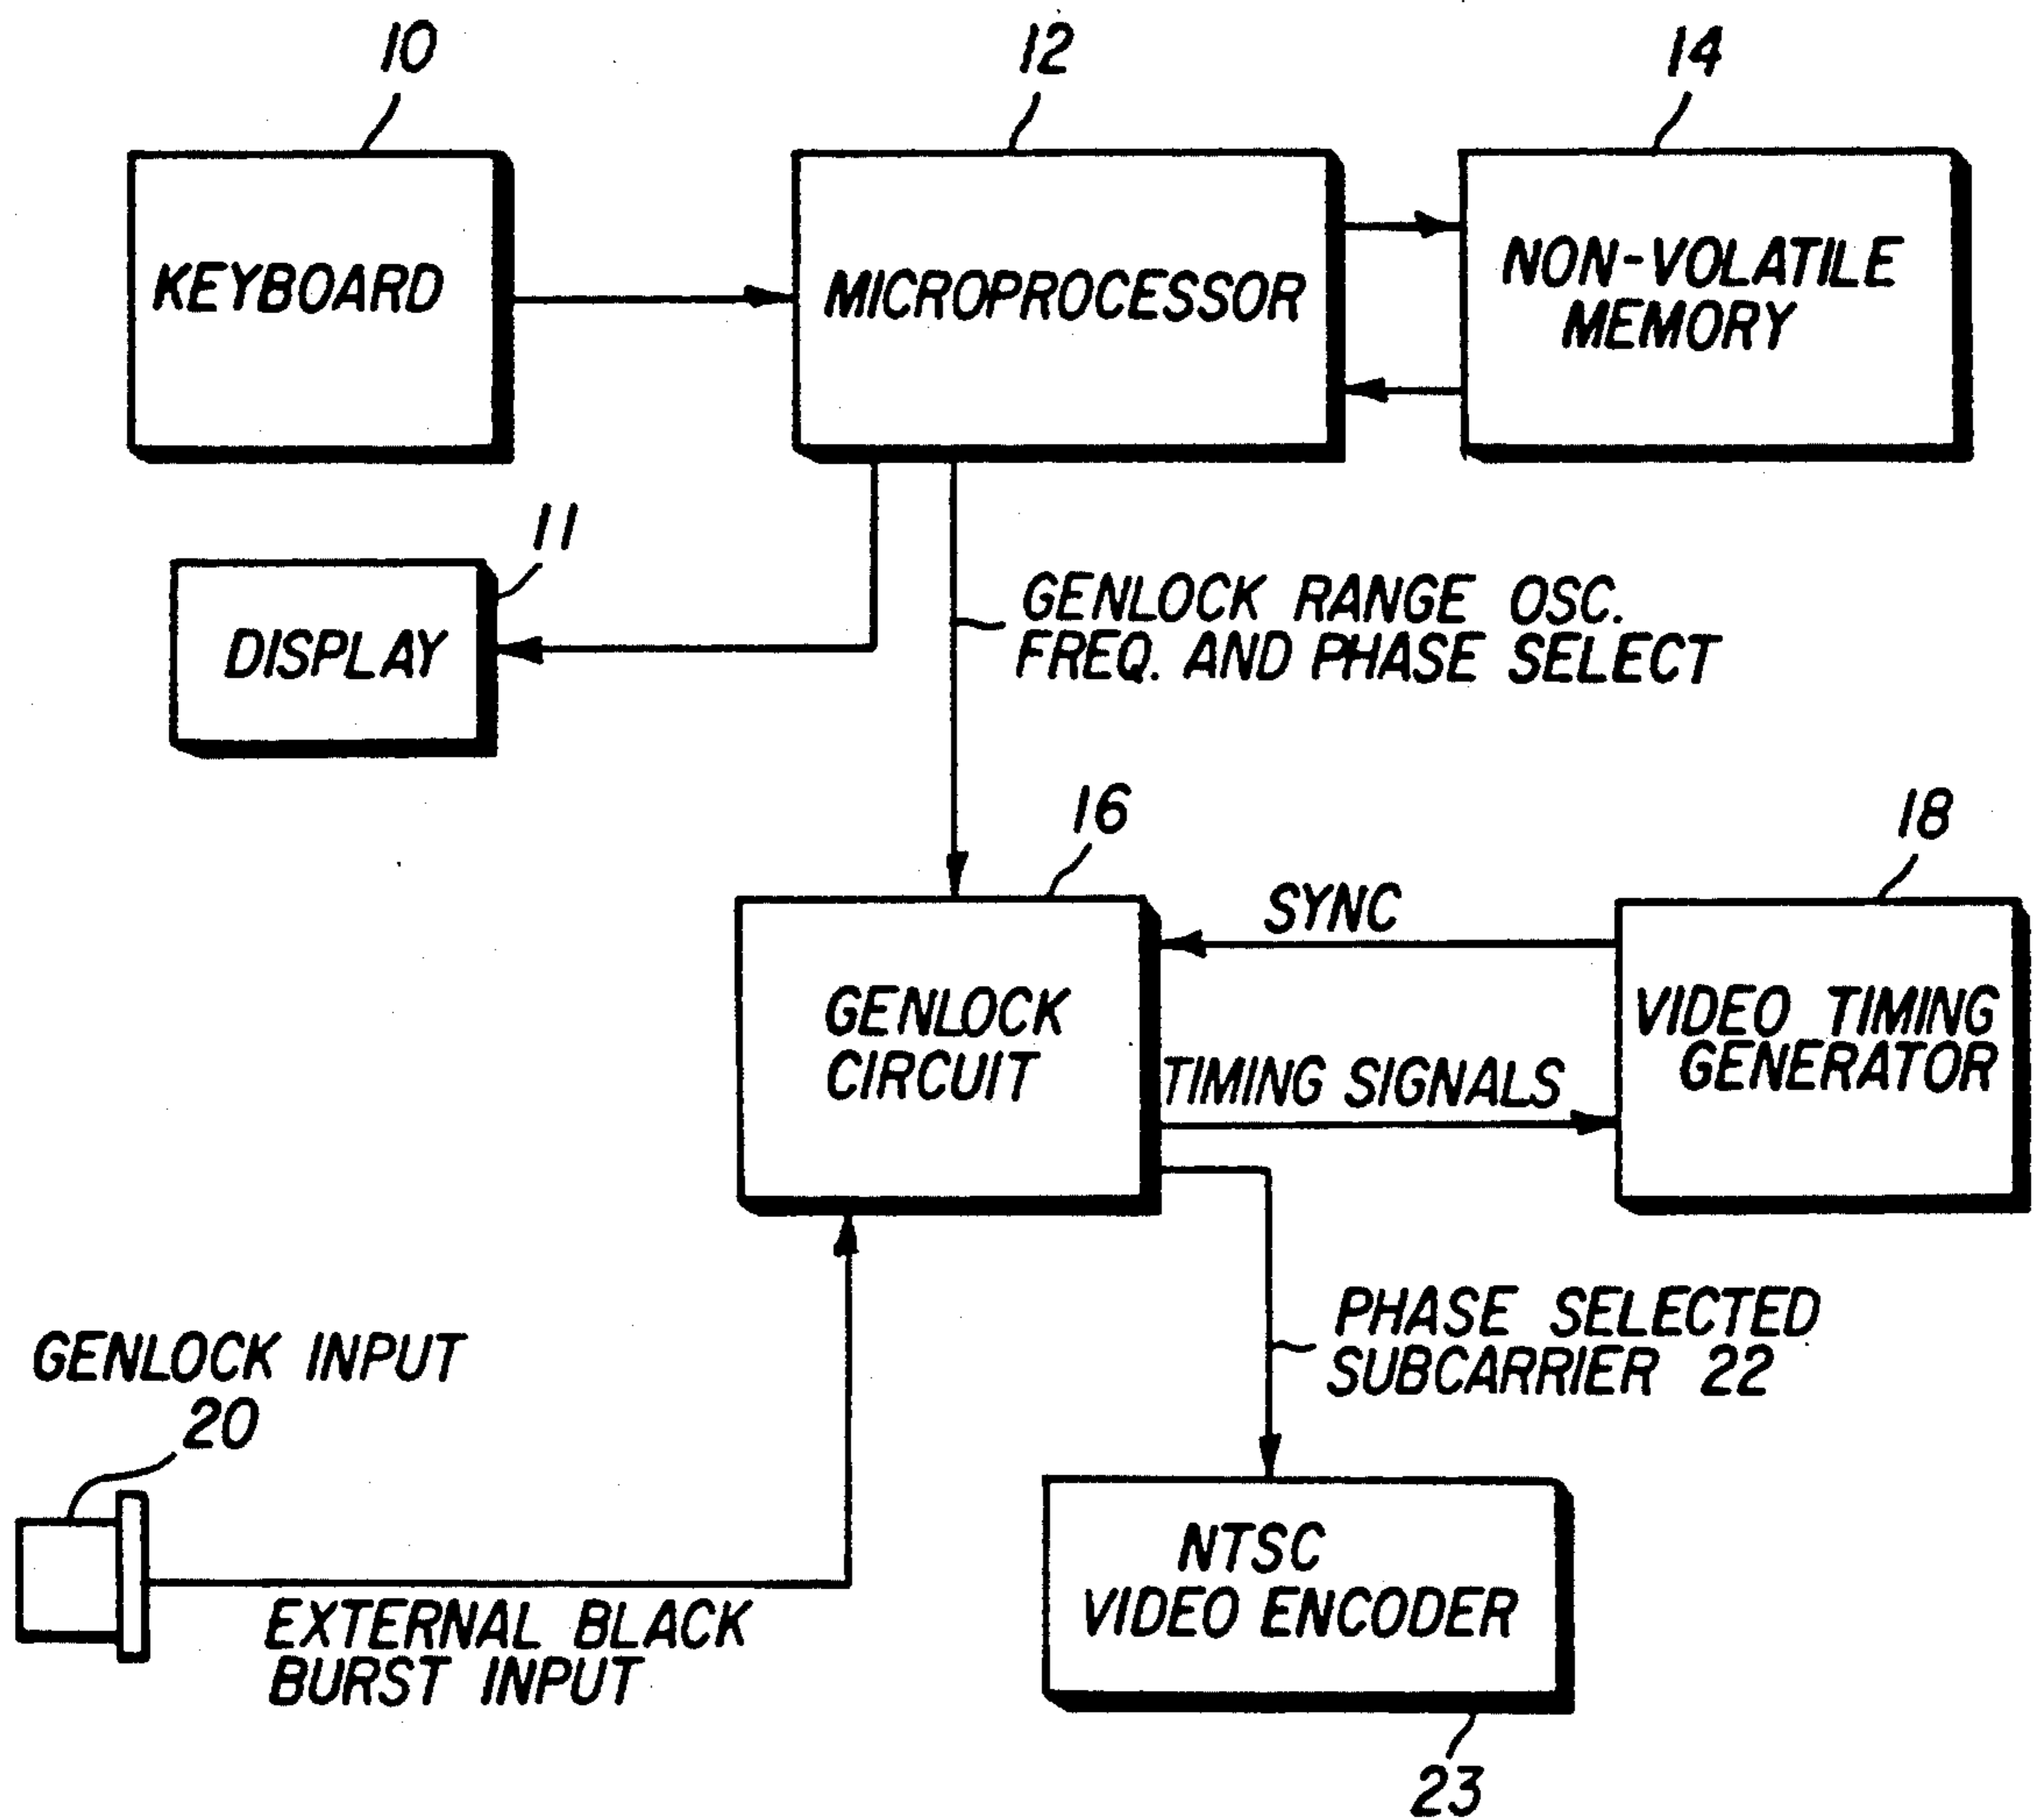 10
12
14
KEYBOARD
MICROPROCESSOR
NON-VOLATILE
MEMORY
11
DISPLAY
GENLOCK RANGE OSC.
FREQ. AND PHASE SELECT
16
18
SYNC
GENLOCK
CIRCUIT
VIDEO TIMING
GENERATOR
TIMING SIGNALS
PHASE SELECTED
SUBCARRIER 22
GENLOCK INPUT
20
EXTERNAL BLACK
BURST INPUT
NTSC
VIDEO ENCODER
23